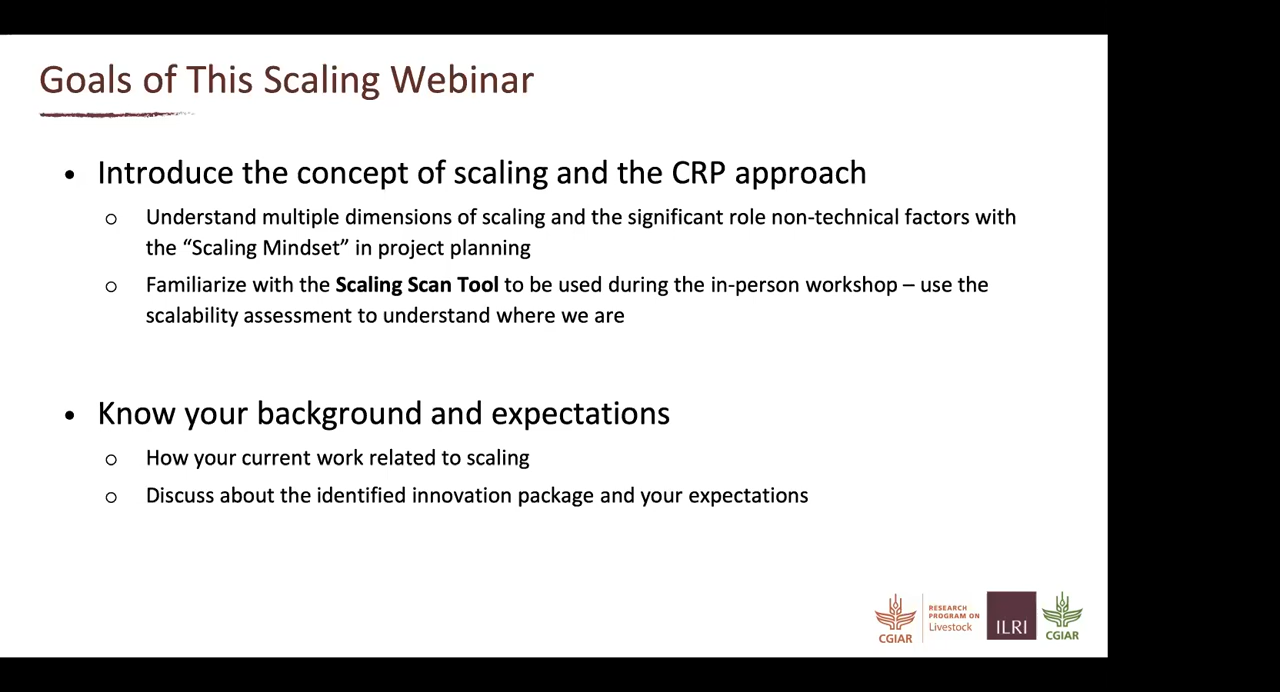 Goals of This Scaling Webinar
• Introduce the concept of scaling and the CRP approach
o Understand multiple dimensions of scaling and the significant role non-technical factors with
the “Scaling Mindset” in project planning
o Familiarize with the Scaling Scan Tool to be used during the in-person workshop – use the
scalability assessment to understand where we are
• Know your background and expectations
o How your current work related to scaling
o Discuss about the identified innovation package and your expectations
CGIAR
RESEARCH
PROGRAM ON
Livestock
ILRI
CGIAR